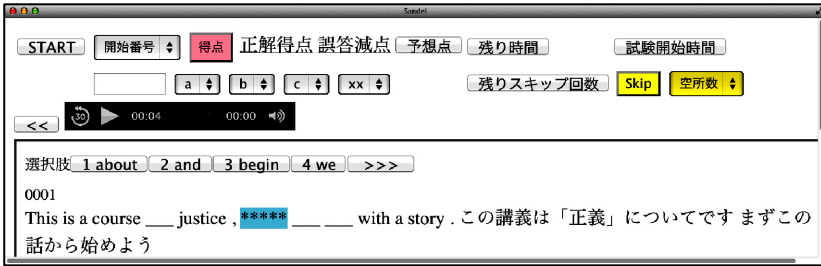 Sandel
START 開始番号 得点 正解得点 誤答減点 予想点 残り時間 試験開始時間
a b c xx 残りスキップ回数 Skip 空所数
<< 30 00:04 00:00
選択肢 1 about 2 and 3 begin 4 we >>>
0001
This is a course ___ justice , ***** ___ ___ with a story . この講義は「正義」についてです まずこの
話から始めよう